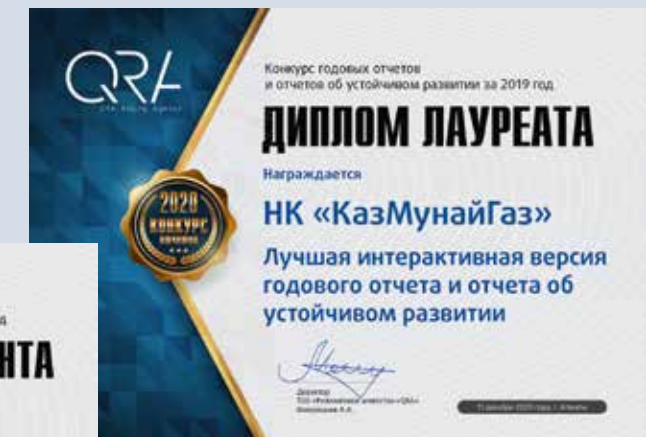 QRA
Конкурс годовых отчетов
и отчетов об устойчивом развитии за 2019 год
ДИПЛОМ ЛАУРЕАТА
Награждается
НК «КазМунайГаз»
Лучшая интерактивная версия
годового отчета и отчета об
устойчивом развитии
2020
КОНКУРС
Директор
НТА